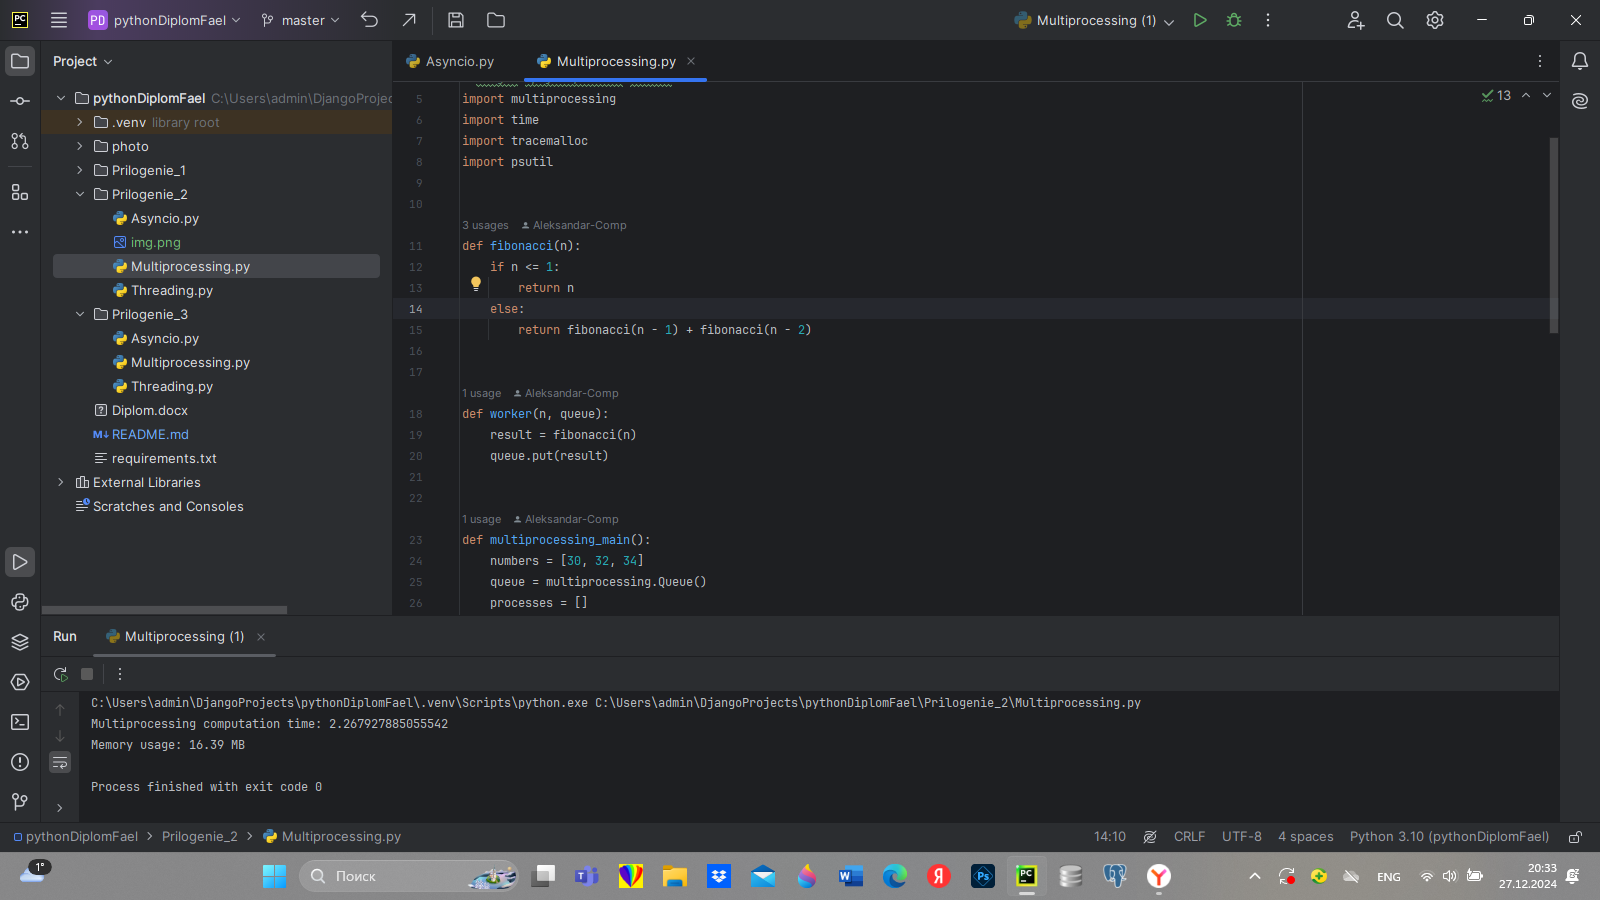 PC
PD pythonDiplomFael
master
Multiprocessing (1)
Project
Asyncio.py
Multiprocessing.py
pythonDiplomFael C:\Users\admin\DjangoProjec
.venv library root
photo
Prilogenie_1
Prilogenie_2
Asyncio.py
img.png
Multiprocessing.py
Threading.py
Prilogenie_3
Asyncio.py
Multiprocessing.py
Threading.py
Diplom.docx
M↓ README.md
requirements.txt
External Libraries
Scratches and Consoles
13
5 import multiprocessing
6 import time
7 import tracemalloc
8 import psutil
9
10
3 usages Aleksandar-Comp
11 def fibonacci(n):
12 if n <= 1:
13 return n
14 else:
15 return fibonacci(n - 1) + fibonacci(n - 2)
16
17
1 usage Aleksandar-Comp
18 def worker(n, queue):
19 result = fibonacci(n)
20 queue.put(result)
21
22
1 usage Aleksandar-Comp
23 def multiprocessing_main():
24 numbers = [30, 32, 34]
25 queue = multiprocessing.Queue()
26 processes = []
Run
Multiprocessing (1)
C:\Users\admin\DjangoProjects\pythonDiplomFael\.venv\Scripts\python.exe C:\Users\admin\DjangoProjects\pythonDiplomFael\Prilogenie_2\Multiprocessing.py
Multiprocessing computation time: 2.267927885055542
Memory usage: 16.39 MB
Process finished with exit code 0
pythonDiplomFael > Prilogenie_2 > Multiprocessing.py
14:10 CRLF UTF-8 4 spaces Python 3.10 (pythonDiplomFael)
1°
Поиск
Ps
PC
ENG
20:33
27.12.2024